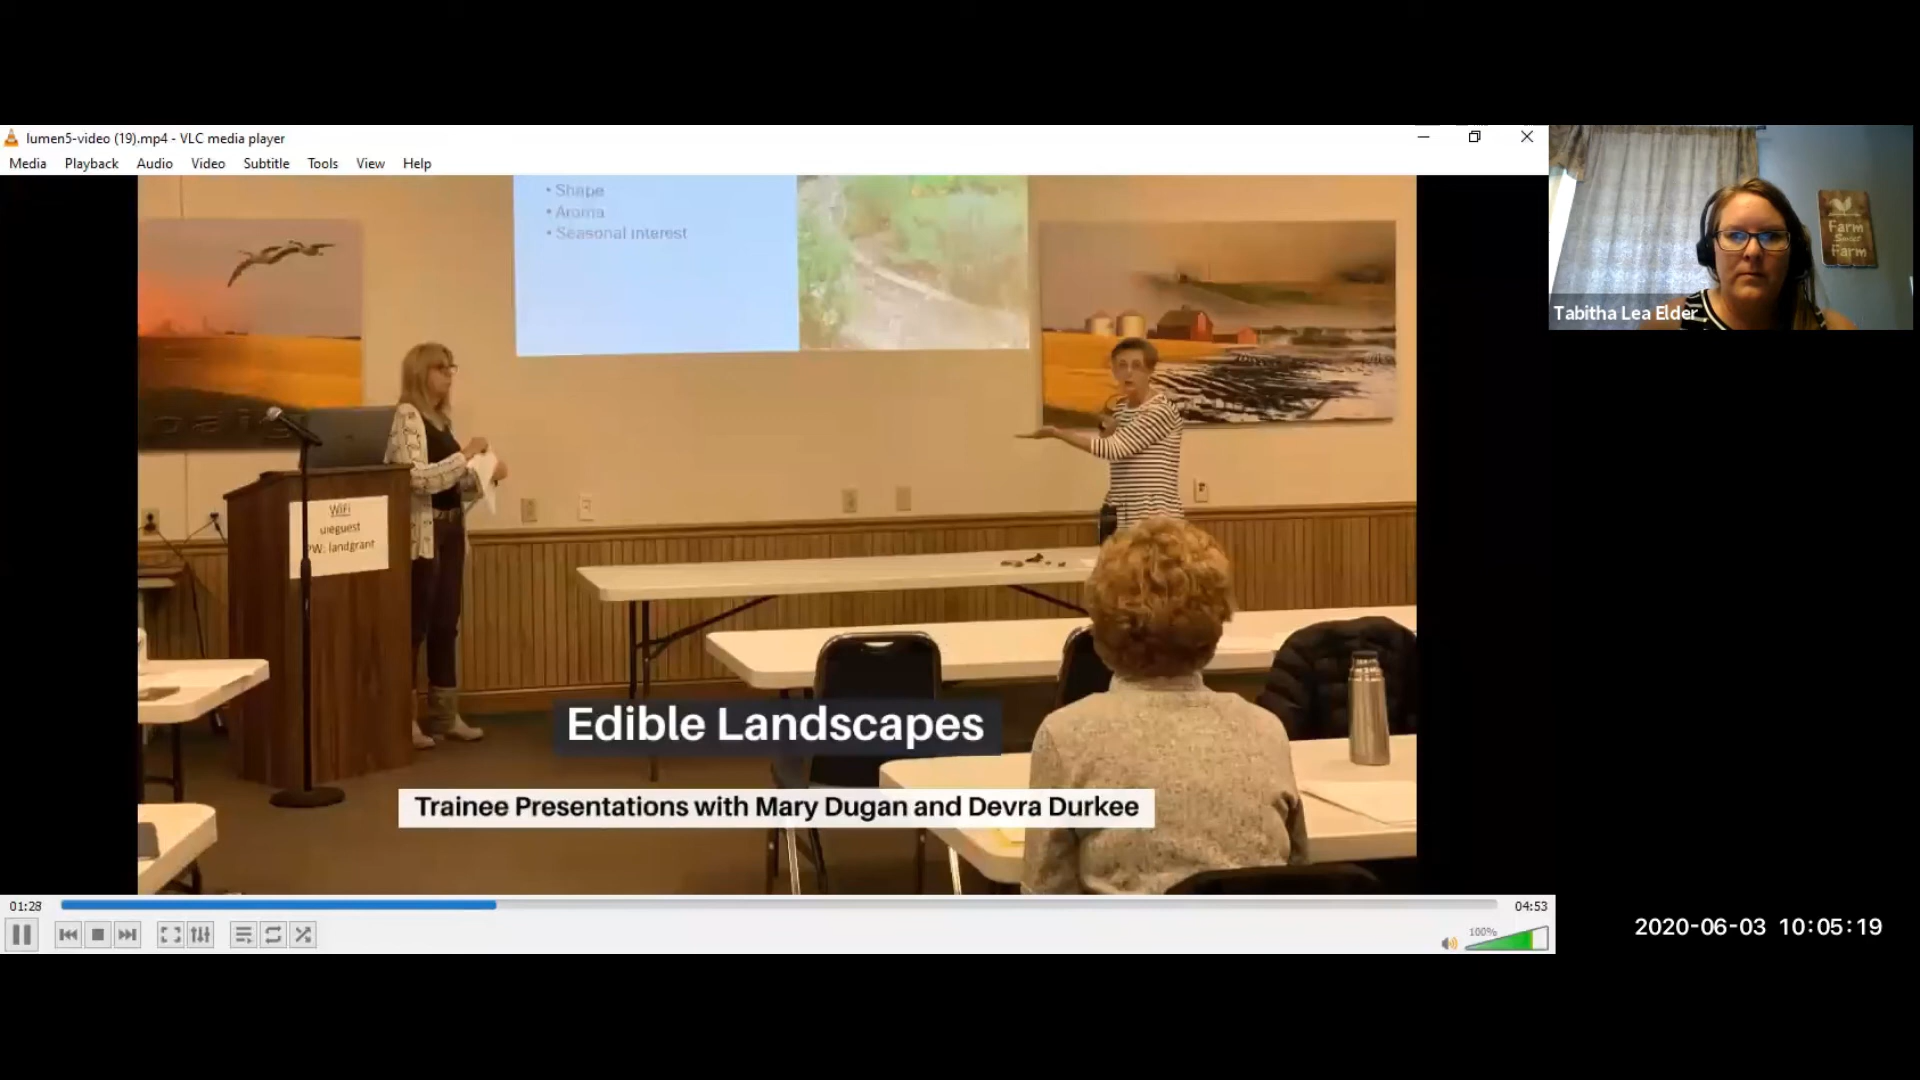 lumen5-video (19).mp4 - VLC media player
Media Playback Audio Video Subtitle Tools View Help
• Shape
• Aroma
• Seasonal interest
WiFi
uieguest
PW: landgrant
Edible Landscapes
Trainee Presentations with Mary Dugan and Devra Durkee
01:28
04:53
100%
Farm
Sweet
Farm
Tabitha Lea Elder
2020-06-03 10:05:19